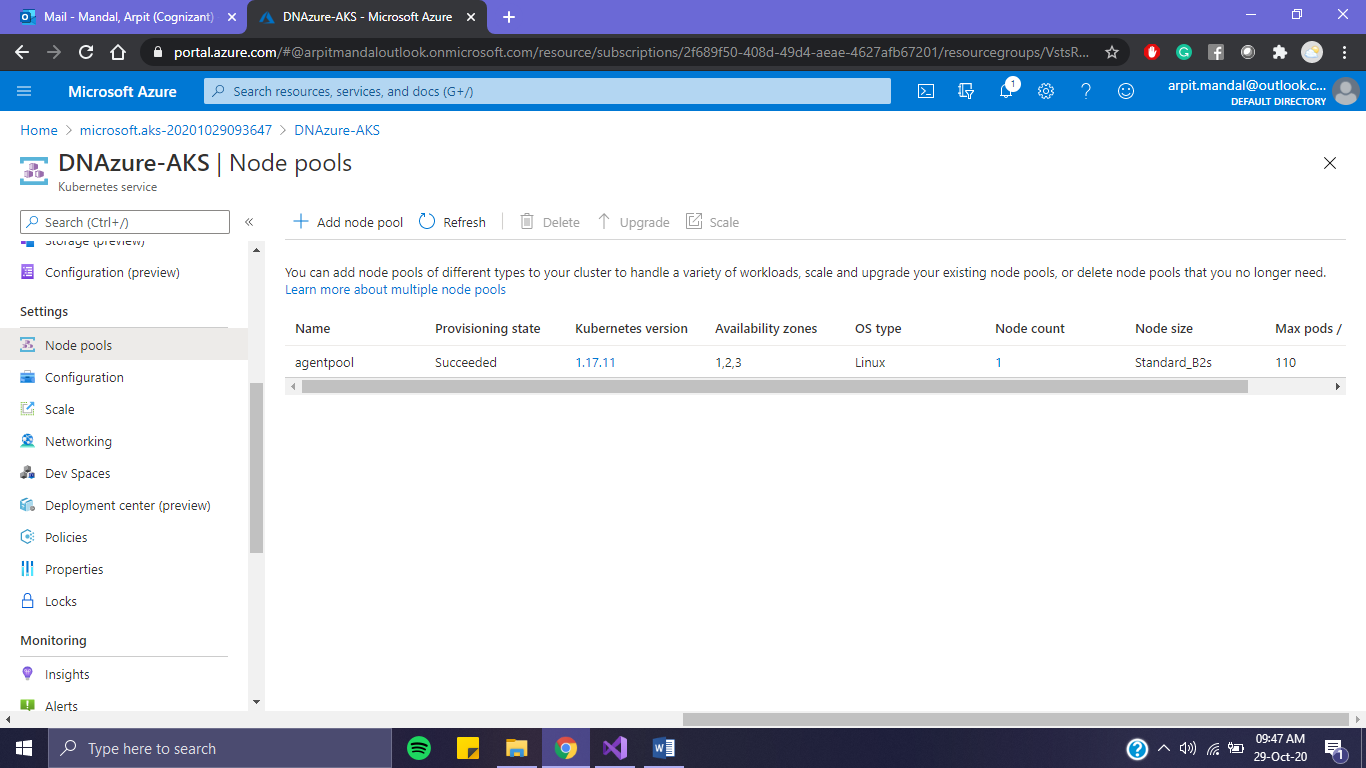 Mail - Mandal, Arpit (Cognizant)
DNAzure-AKS - Microsoft Azure
portal.azure.com/#@arpitmandaloutlook.onmicrosoft.com/resource/subscriptions/2f689f50-408d-49d4-aeae-4627afb67201/resourcegroups/VstsR...
Microsoft Azure
Search resources, services, and docs (G+/)
1
arpit.mandal@outlook.c...
DEFAULT DIRECTORY
Home > microsoft.aks-20201029093647 > DNAzure-AKS
DNAzure-AKS | Node pools
Kubernetes service
Search (Ctrl+/)
«
Storage (preview)
Configuration (preview)
Settings
Node pools
Configuration
Scale
Networking
Dev Spaces
Deployment center (preview)
Policies
Properties
Locks
Monitoring
Insights
Alerts
Add node pool Refresh Delete Upgrade Scale
You can add node pools of different types to your cluster to handle a variety of workloads, scale and upgrade your existing node pools, or delete node pools that you no longer need.
Learn more about multiple node pools
Name Provisioning state Kubernetes version Availability zones OS type Node count Node size Max pods /
agentpool Succeeded 1.17.11 1,2,3 Linux 1 Standard_B2s 110
Type here to search
09:47 AM
29-Oct-20
1